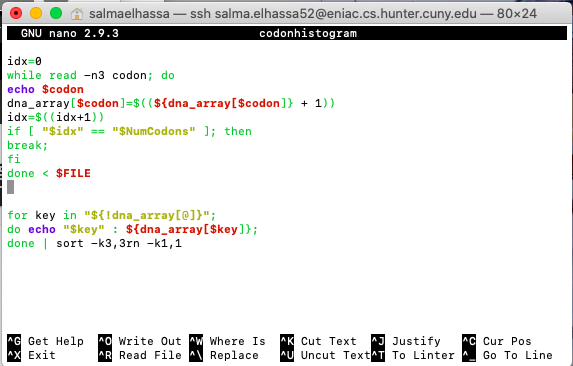 salmaelhassa — ssh salma.elhassa52@eniac.cs.hunter.cuny.edu — 80×24
GNU nano 2.9.3 codonhistogram
idx=0
while read -n3 codon; do
echo $codon
dna_array[$codon]=$((${dna_array[$codon]} + 1))
idx=$((idx+1))
if [ "$idx" == "$NumCodons" ]; then
break;
fi
done < $FILE
for key in "${!dna_array[@]}";
do echo "$key" : ${dna_array[$key]};
done | sort -k3,3rn -k1,1
^G Get Help ^O Write Out ^W Where Is ^K Cut Text ^J Justify ^C Cur Pos
^X Exit ^R Read File ^\ Replace ^U Uncut Text ^T To Linter ^_ Go To Line